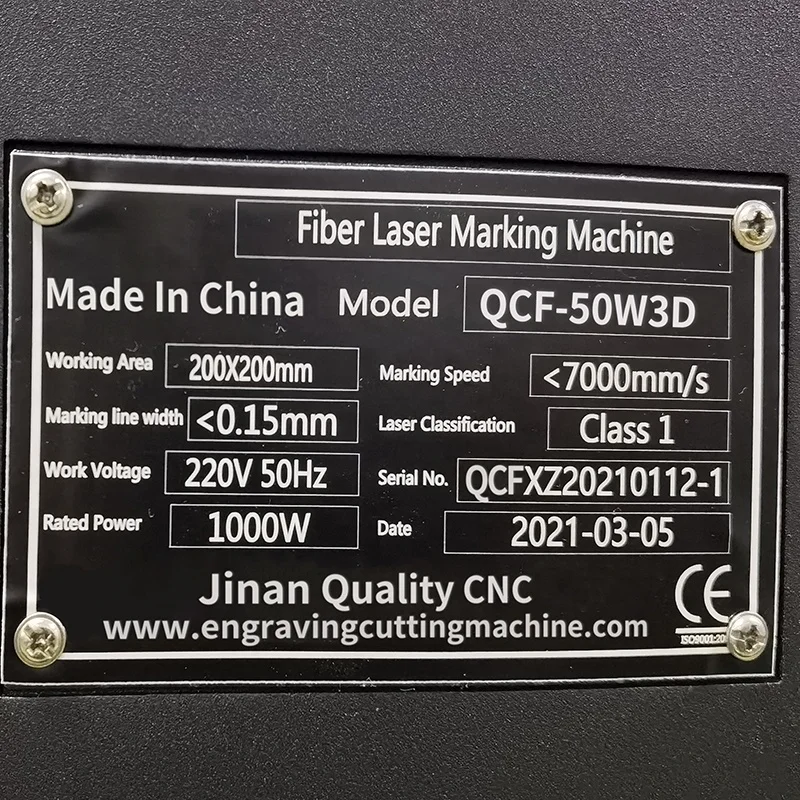 Fiber Laser Marking Machine
Made In China Model QCF-50W3D
Working Area 200X200mm Marking Speed <7000mm/s
Marking line width <0.15mm Laser Classification Class 1
Work Voltage 220V 50Hz Serial No. QCFXZ20210112-1
Rated Power 1000W Date 2021-03-05
Jinan Quality CNC CE
www.engravingcuttingmachine.com